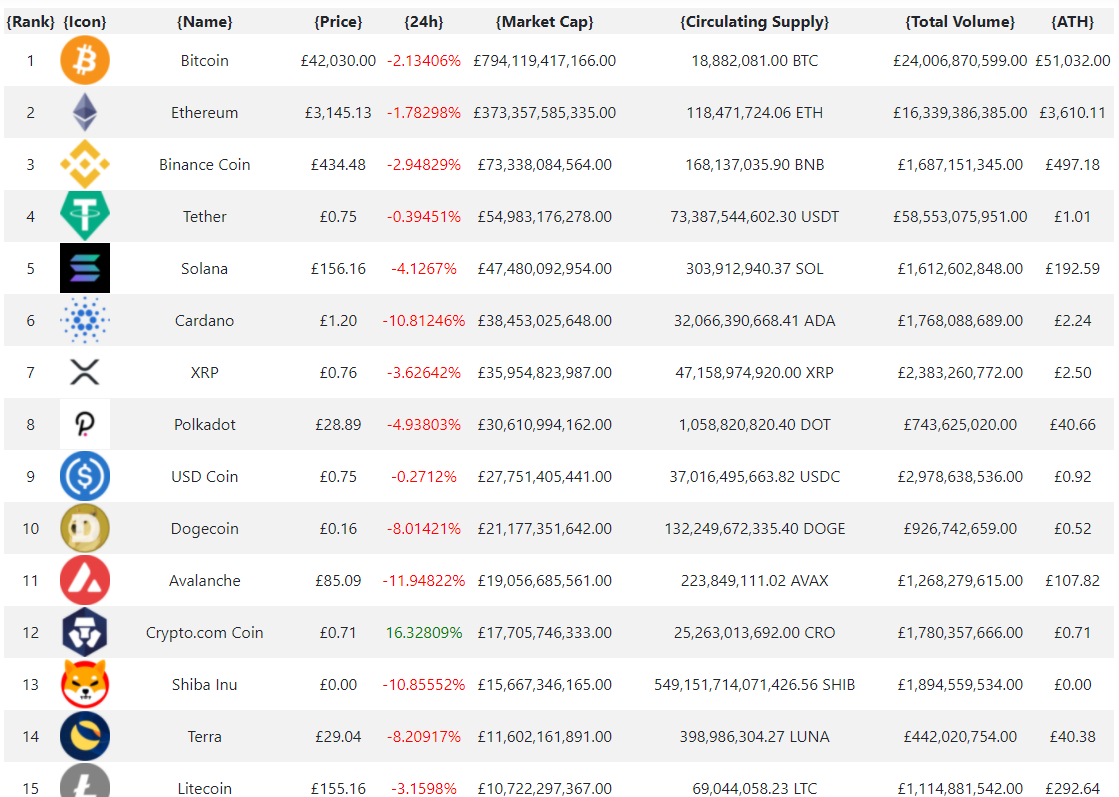 {Rank} {Icon} {Name} {Price} {24h} {Market Cap} {Circulating Supply} {Total Volume} {ATH}
1 Bitcoin £42,030.00 -2.13406% £794,119,417,166.00 18,882,081.00 BTC £24,006,870,599.00 £51,032.00
2 Ethereum £3,145.13 -1.78298% £373,357,585,335.00 118,471,724.06 ETH £16,339,386,385.00 £3,610.11
3 Binance Coin £434.48 -2.94829% £73,338,084,564.00 168,137,035.90 BNB £1,687,151,345.00 £497.18
4 Tether £0.75 -0.39451% £54,983,176,278.00 73,387,544,602.30 USDT £58,553,075,951.00 £1.01
5 Solana £156.16 -4.1267% £47,480,092,954.00 303,912,940.37 SOL £1,612,602,848.00 £192.59
6 Cardano £1.20 -10.81246% £38,453,025,648.00 32,066,390,668.41 ADA £1,768,088,689.00 £2.24
7 XRP £0.76 -3.62642% £35,954,823,987.00 47,158,974,920.00 XRP £2,383,260,772.00 £2.50
8 Polkadot £28.89 -4.93803% £30,610,994,162.00 1,058,820,820.40 DOT £743,625,020.00 £40.66
9 USD Coin £0.75 -0.2712% £27,751,405,441.00 37,016,495,663.82 USDC £2,978,638,536.00 £0.92
10 Dogecoin £0.16 -8.01421% £21,177,351,642.00 132,249,672,335.40 DOGE £926,742,659.00 £0.52
11 Avalanche £85.09 -11.94822% £19,056,685,561.00 223,849,111.02 AVAX £1,268,279,615.00 £107.82
12 Crypto.com Coin £0.71 16.32809% £17,705,746,333.00 25,263,013,692.00 CRO £1,780,357,666.00 £0.71
13 Shiba Inu £0.00 -10.85552% £15,667,346,165.00 549,151,714,071,426.56 SHIB £1,894,559,534.00 £0.00
14 Terra £29.04 -8.20917% £11,602,161,891.00 398,986,304.27 LUNA £442,020,754.00 £40.38
15 Litecoin £155.16 -3.1598% £10,722,297,367.00 69,044,058.23 LTC £1,114,881,542.00 £292.64